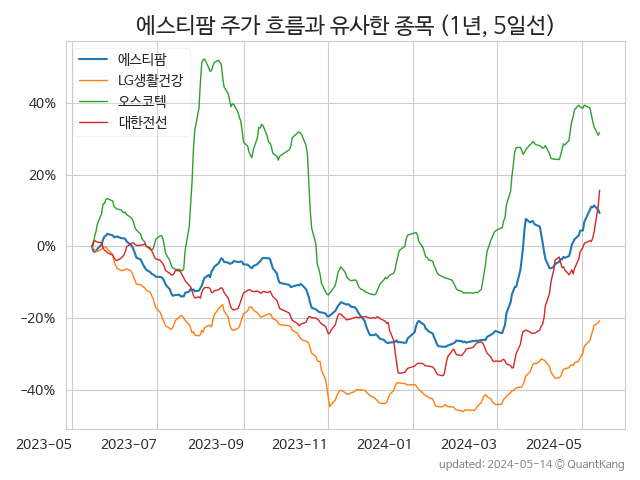 에스티팜 주가 흐름과 유사한 종목 (1년, 5일선)
에스티팜
LG생활건강
오스코텍
대한전선
40%
20%
0%
−20%
−40%
2023-05 2023-07 2023-09 2023-11 2024-01 2024-03 2024-05
updated: 2024-05-14 © QuantKang